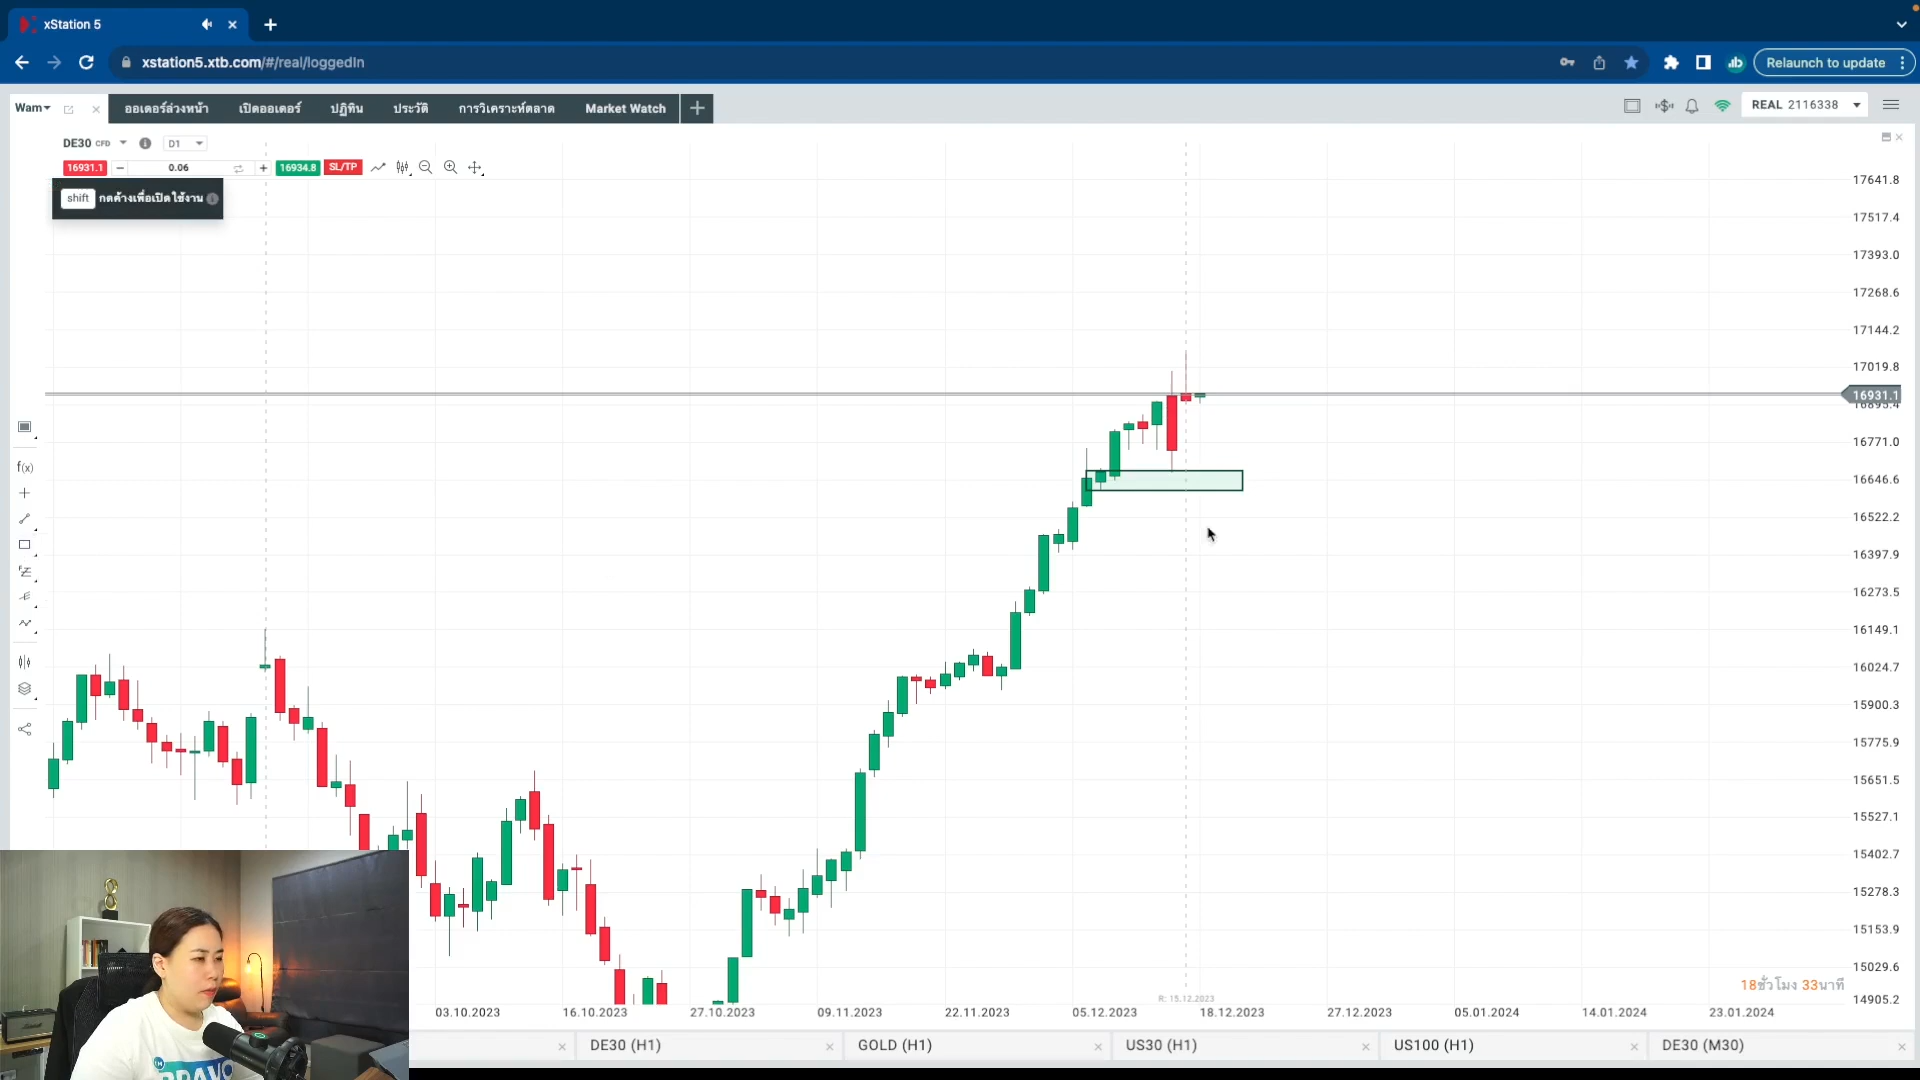 xStation 5
xstation5.xtb.com/#/real/loggedIn
Relaunch to update
Wam
ออเดอร์ล่วงหน้า
เปิดออเดอร์
ปฏิทิน
ประวัติ
การวิเคราะห์ตลาด
Market Watch
REAL 2116338
DE30 CFD
D1
16931.1
0.06
16934.8
SL/TP
shift กดค้างเพื่อเปิดใช้งาน
17641.8
17517.4
17393.0
17268.6
17144.2
17019.8
16931.1
16895.4
16771.0
16646.6
16522.2
16397.9
16273.5
16149.1
16024.7
15900.3
15775.9
15651.5
15527.1
15402.7
15278.3
15153.9
15029.6
14905.2
f(x)
18ชั่วโมง 33นาที
R: 15.12.2023
03.10.2023
16.10.2023
27.10.2023
09.11.2023
22.11.2023
05.12.2023
18.12.2023
27.12.2023
05.01.2024
14.01.2024
23.01.2024
DE30 (H1)
GOLD (H1)
US30 (H1)
US100 (H1)
DE30 (M30)
BRAVO